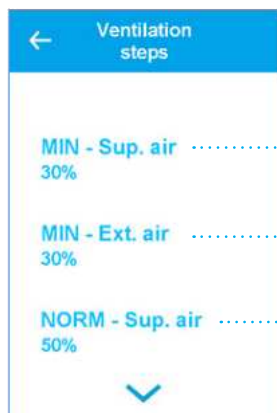 Ventilation
steps
MIN - Sup. air
30%
MIN - Ext. air
30%
NORM - Sup. air
50%